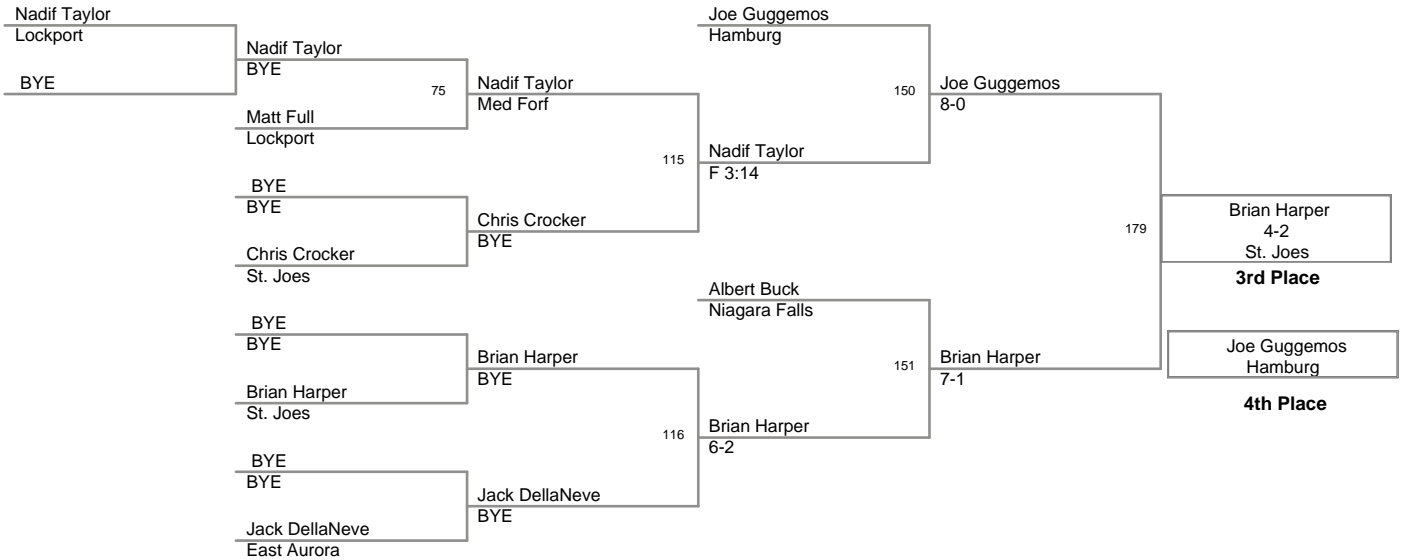 Nadif Taylor
Lockport
BYE
Nadif Taylor
BYE
75
Matt Full
Lockport
Nadif Taylor
Med Forf
BYE
BYE
Chris Crocker
St. Joes
Chris Crocker
BYE
115
Joe Guggemos
Hamburg
Nadif Taylor
F 3:14
150
Joe Guggemos
8-0
BYE
BYE
Brian Harper
St. Joes
Brian Harper
BYE
BYE
BYE
Jack DellaNeve
East Aurora
Jack DellaNeve
BYE
116
Albert Buck
Niagara Falls
Brian Harper
6-2
151
Brian Harper
7-1
179
Brian Harper
4-2
St. Joes
3rd Place
Joe Guggemos
Hamburg
4th Place